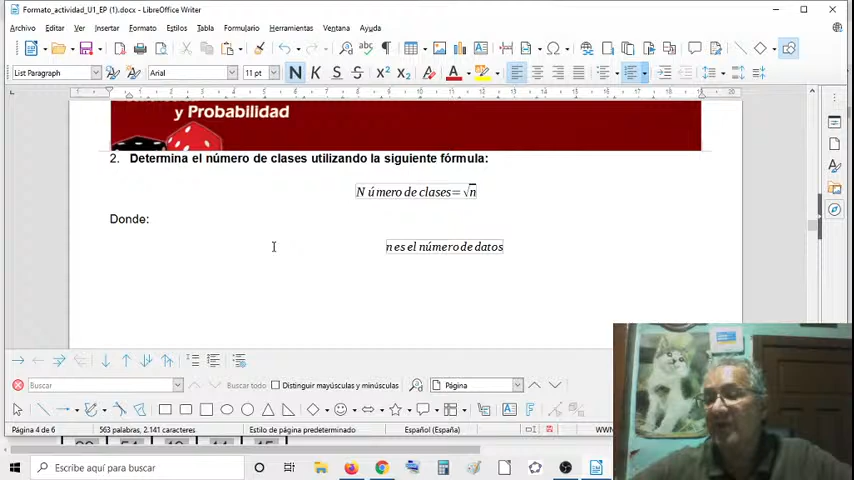 Formato_actividad_U1_EP (1).docx - LibreOffice Writer
Archivo Editar Ver Insertar Formato Estilos Tabla Formulario Herramientas Ventana Ayuda
List Paragraph Arial 11 pt N K S S X² X₂ A
y Probabilidad
2. Determina el número de clases utilizando la siguiente fórmula:
N ú mero de clases= √n
Donde:
n es el número de datos
Buscar Buscar todo Distinguir mayúsculas y minúsculas Página
Página 4 de 6 563 palabras, 2.141 caracteres Estilo de página predeterminado Español (España)
Escribe aquí para buscar